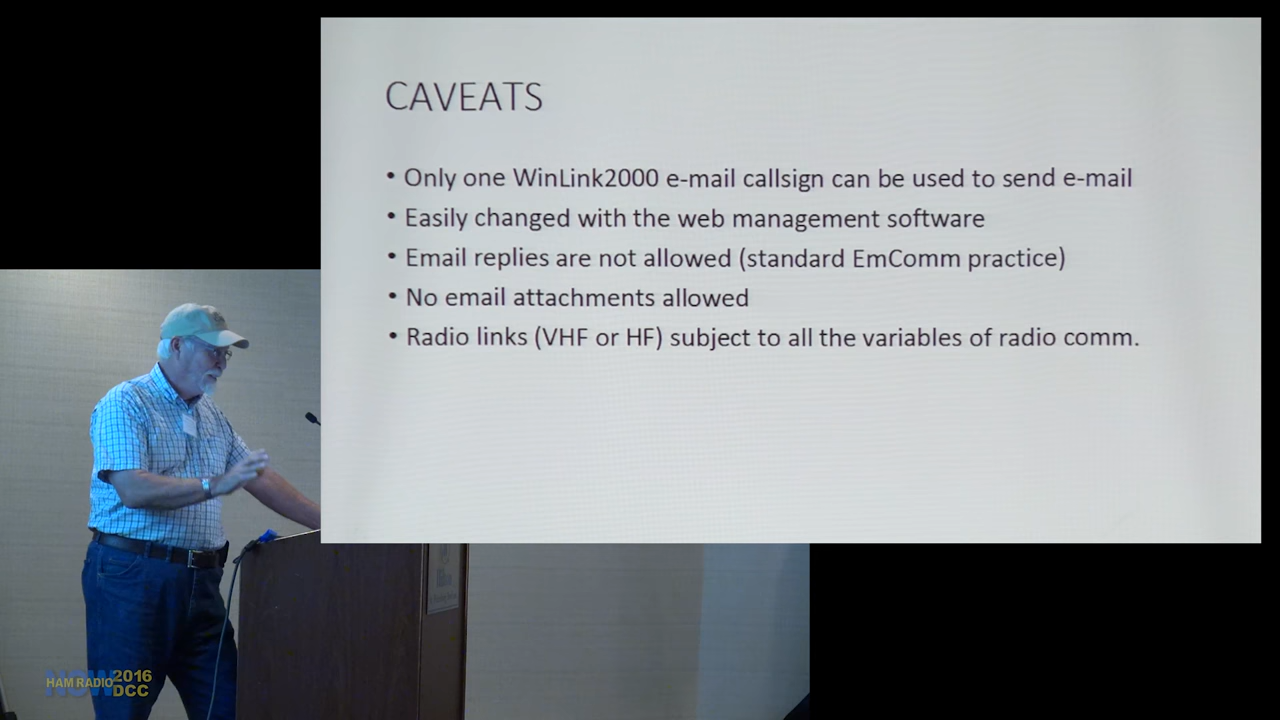 CAVEATS
• Only one WinLink2000 e-mail callsign can be used to send e-mail
• Easily changed with the web management software
• Email replies are not allowed (standard EmComm practice)
• No email attachments allowed
• Radio links (VHF or HF) subject to all the variables of radio comm.
HAM RADIO 2016
NOW DCC